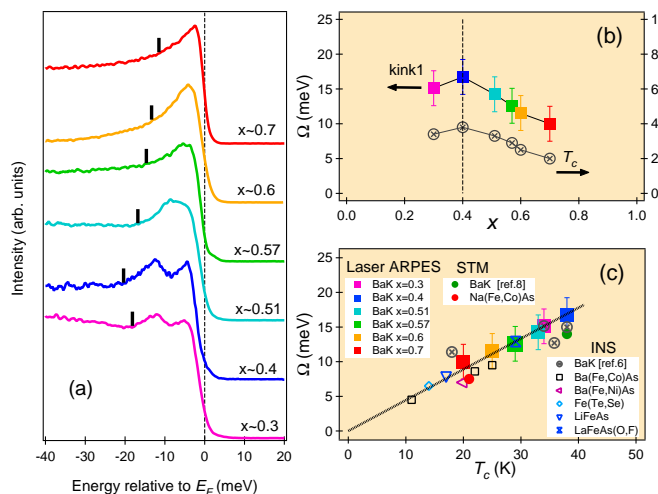 (a)
Intensity (arb. units)
x~0.7
x~0.6
x~0.57
x~0.51
x~0.4
x~0.3
-40 -30 -20 -10 0 10 20
Energy relative to E_F (meV)
(b)
Ω (meV)
25
20
15
10
5
0
kink1
T_c
0.0 0.2 0.4 0.6 0.8 1.0
x
(c)
Ω (meV)
25
20
15
10
5
0
Laser ARPES
BaK x=0.3
BaK x=0.4
BaK x=0.51
BaK x=0.57
BaK x=0.6
BaK x=0.7
STM
BaK [ref.8]
Na(Fe,Co)As
INS
BaK [ref.6]
Ba(Fe,Co)As
Ba(Fe,Ni)As
Fe(Te,Se)
LiFeAs
LaFeAs(O,F)
0 10 20 30 40 50
T_c (K)